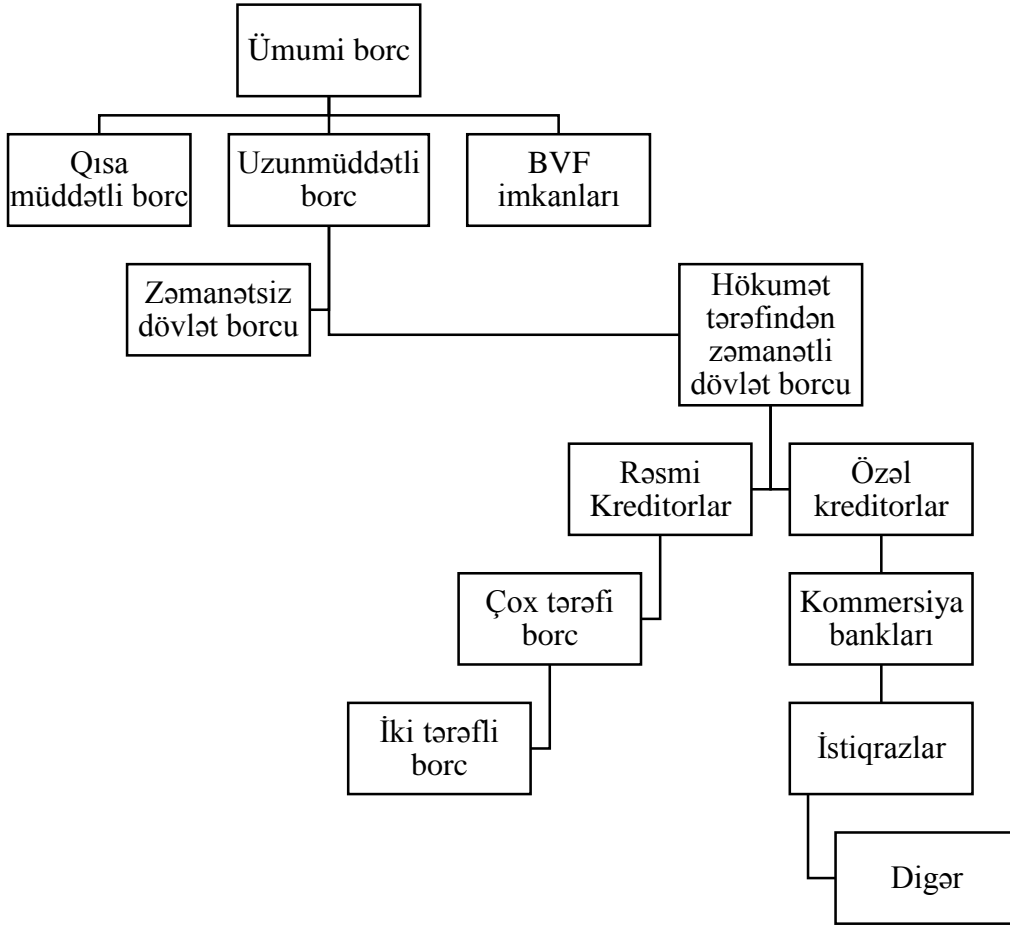 Ümumi borc
Qısa
müddətli borc
Uzunmüddətli
borc
BVF
imkanları
Zəmanətsiz
dövlət borcu
Hökumət
tərəfindən
zəmanətli
dövlət borcu
Rəsmi
Kreditorlar
Özəl
kreditorlar
Çox tərəfi
borc
Kommersiya
bankları
İki tərəfli
borc
İstiqrazlar
Digər